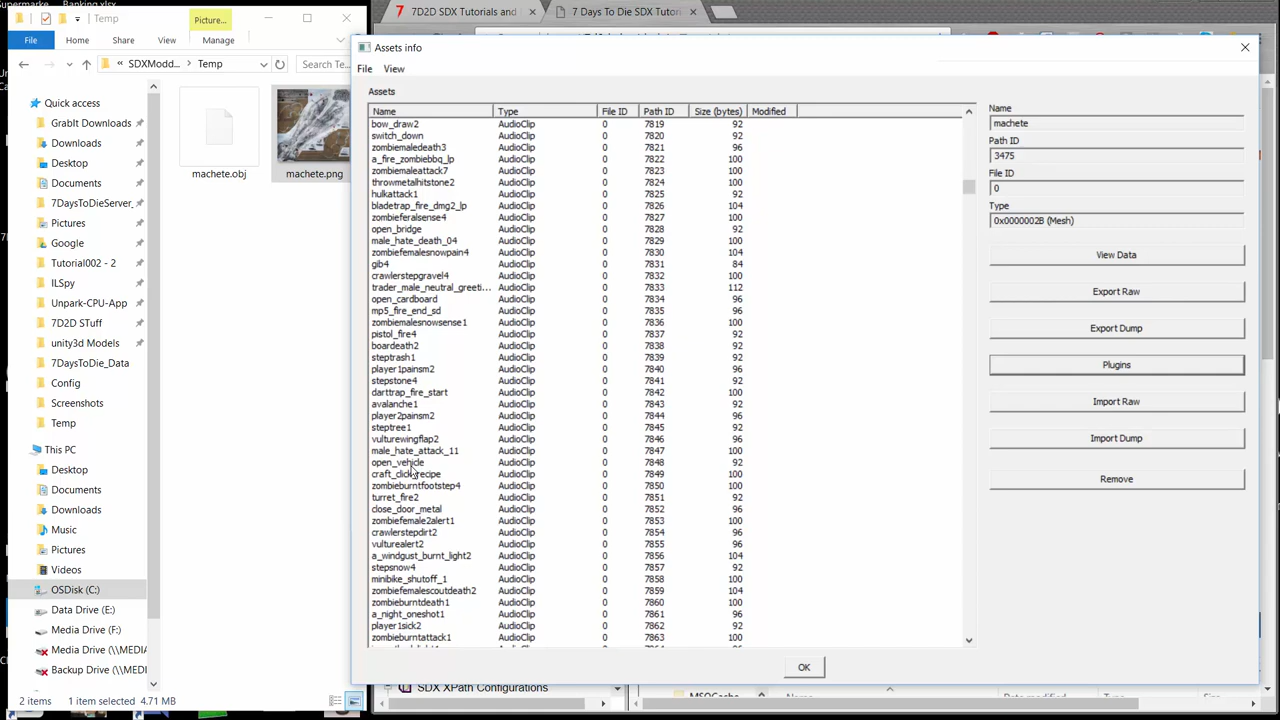 Banking.xlsx
Temp
Picture...
File
Home
Share
View
Manage
« SDXModd... > Temp
Search Te...
Quick access
GrabIt Downloads
Downloads
Desktop
Documents
7DaysToDieServer_
Pictures
Google
Tutorial002 - 2
ILSpy
Unpark-CPU-App
7D2D STuff
unity3d Models
7DaysToDie_Data
Config
Screenshots
Temp
This PC
Desktop
Documents
Downloads
Music
Pictures
Videos
OSDisk (C:)
Data Drive (E:)
Media Drive (F:)
Media Drive (\\MEDIA
Backup Drive (\\MEDI
2 items
1 item selected 4.71 MB
machete.obj
machete.png
7D2D SDX Tutorials and
7 Days To Die SDX Tutori
Assets info
File
View
Assets
Name Type File ID Path ID Size (bytes) Modified
bow_draw2 AudioClip 0 7819 92
switch_down AudioClip 0 7820 92
zombiemaledeath3 AudioClip 0 7821 96
a_fire_zombiebbq_lp AudioClip 0 7822 100
zombiemaleattack7 AudioClip 0 7823 100
throwmetalhitstone2 AudioClip 0 7824 100
hulkattack1 AudioClip 0 7825 92
bladetrap_fire_dmg2_lp AudioClip 0 7826 104
zombieferalsense4 AudioClip 0 7827 100
open_bridge AudioClip 0 7828 92
male_hate_death_04 AudioClip 0 7829 100
zombiefemalesnowpain4 AudioClip 0 7830 104
gib4 AudioClip 0 7831 84
crawlerstepgravel4 AudioClip 0 7832 100
trader_male_neutral_greeti... AudioClip 0 7833 112
open_cardboard AudioClip 0 7834 96
mp5_fire_end_sd AudioClip 0 7835 96
zombiemalesnowsense1 AudioClip 0 7836 100
pistol_fire4 AudioClip 0 7837 92
boardeath2 AudioClip 0 7838 92
steptrash1 AudioClip 0 7839 92
player1painsm2 AudioClip 0 7840 96
stepstone4 AudioClip 0 7841 92
darttrap_fire_start AudioClip 0 7842 100
avalanche1 AudioClip 0 7843 92
player2painsm2 AudioClip 0 7844 96
steptree1 AudioClip 0 7845 92
vulturewingflap2 AudioClip 0 7846 96
male_hate_attack_11 AudioClip 0 7847 100
open_vehicle AudioClip 0 7848 92
craft_click_recipe AudioClip 0 7849 100
zombieburntfootstep4 AudioClip 0 7850 100
turret_fire2 AudioClip 0 7851 92
close_door_metal AudioClip 0 7852 96
zombiefemale2alert1 AudioClip 0 7853 100
crawlerstepdirt2 AudioClip 0 7854 96
vulturealert2 AudioClip 0 7855 96
a_windgust_burnt_light2 AudioClip 0 7856 104
stepsnow4 AudioClip 0 7857 92
minibike_shutoff_1 AudioClip 0 7858 100
zombiefemalescoutdeath2 AudioClip 0 7859 104
zombieburntdeath1 AudioClip 0 7860 100
a_night_oneshot1 AudioClip 0 7861 96
player1sick2 AudioClip 0 7862 92
zombieburntattack1 AudioClip 0 7863 100
Name
machete
Path ID
3475
File ID
0
Type
0x0000002B (Mesh)
View Data
Export Raw
Export Dump
Plugins
Import Raw
Import Dump
Remove
OK
SDX XPath Configurations
MSOCache